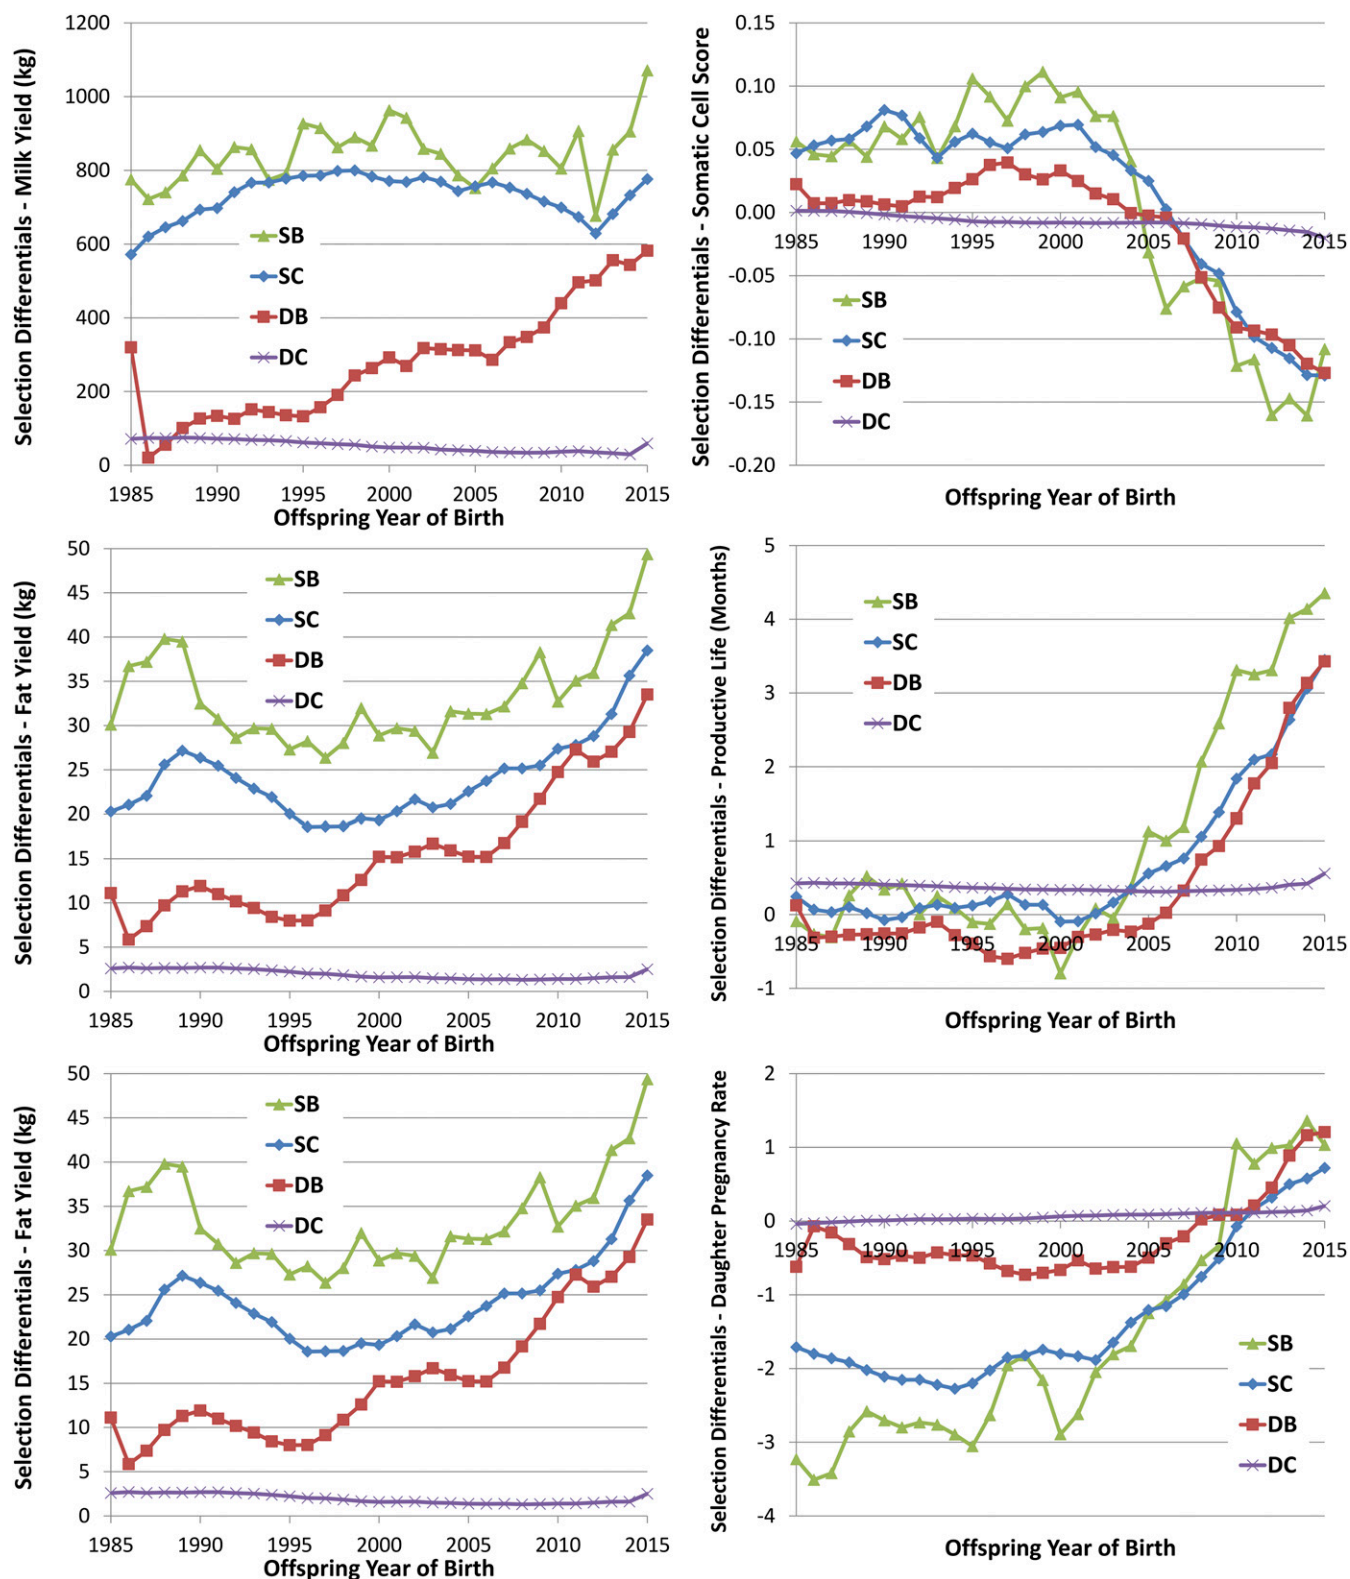 Selection Differentials - Milk Yield (kg)
1200
1000
800
600
400
200
0
SB
SC
DB
DC
1985 1990 1995 2000 2005 2010 2015
Offspring Year of Birth
Selection Differentials - Somatic Cell Score
0.15
0.10
0.05
0.00
-0.05
-0.10
-0.15
-0.20
1985 1990 1995 2000 2005 2010 2015
SB
SC
DB
DC
Offspring Year of Birth
Selection Differentials - Fat Yield (kg)
50
45
40
35
30
25
20
15
10
5
0
SB
SC
DB
DC
1985 1990 1995 2000 2005 2010 2015
Offspring Year of Birth
Selection Differentials - Productive Life (Months)
5
4
3
2
1
0
-1
SB
SC
DB
DC
1985 1990 1995 2000 2005 2010 2015
Offspring Year of Birth
Selection Differentials - Fat Yield (kg)
50
45
40
35
30
25
20
15
10
5
0
SB
SC
DB
DC
1985 1990 1995 2000 2005 2010 2015
Offspring Year of Birth
Selection Differentials - Daughter Pregnancy Rate
2
1
0
-1
-2
-3
-4
1985 1990 1995 2000 2005 2010 2015
SB
SC
DB
DC
Offspring Year of Birth